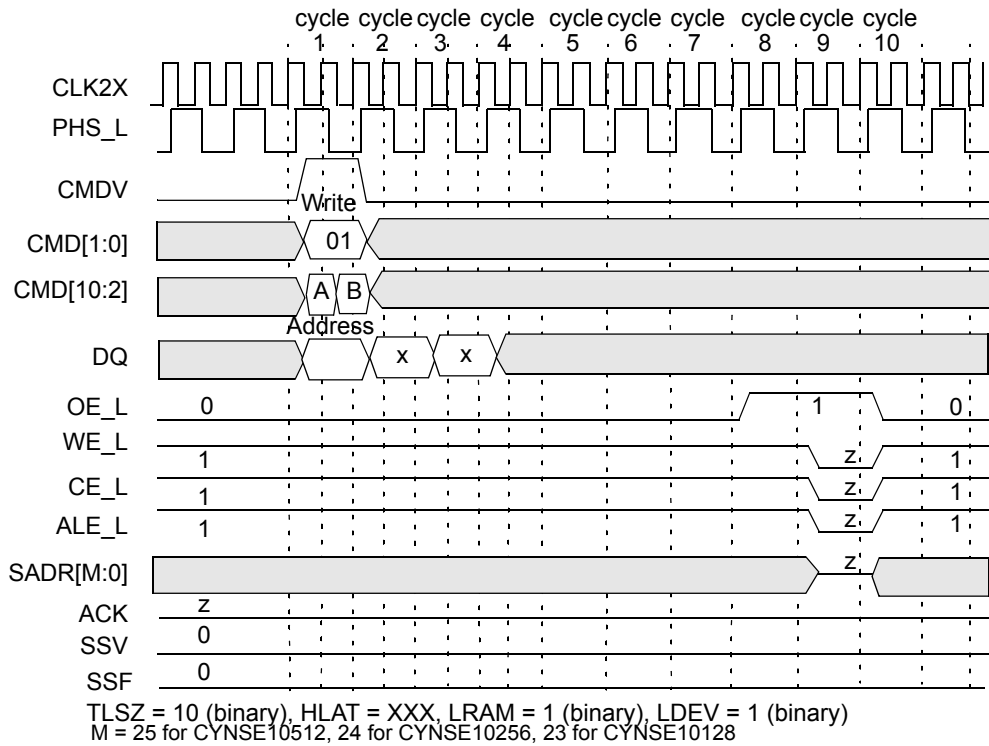 cycle cycle cycle cycle cycle cycle cycle cycle cycle cycle
1 2 3 4 5 6 7 8 9 10
CLK2X
PHS_L
CMDV
Write
CMD[1:0] 01
CMD[10:2] A B
Address
DQ x x
OE_L 0 1 0
WE_L 1 z 1
CE_L 1 z 1
ALE_L 1 z 1
SADR[M:0] z
ACK z
SSV 0
SSF 0
TLSZ = 10 (binary), HLAT = XXX, LRAM = 1 (binary), LDEV = 1 (binary)
M = 25 for CYNSE10512, 24 for CYNSE10256, 23 for CYNSE10128